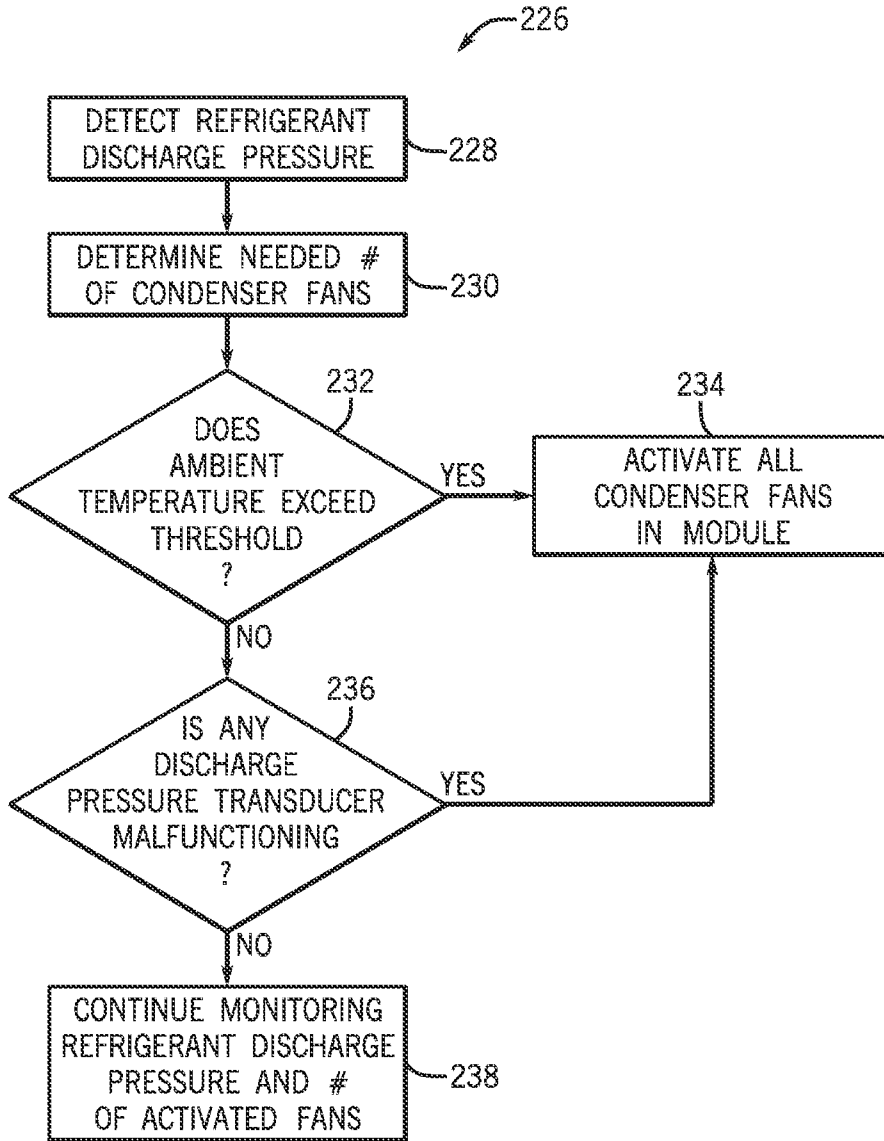 226
DETECT REFRIGERANT
DISCHARGE PRESSURE
228
DETERMINE NEEDED #
OF CONDENSER FANS
230
232
DOES
AMBIENT
TEMPERATURE EXCEED
THRESHOLD
?
YES
NO
234
ACTIVATE ALL
CONDENSER FANS
IN MODULE
236
IS ANY
DISCHARGE
PRESSURE TRANSDUCER
MALFUNCTIONING
?
YES
NO
CONTINUE MONITORING
REFRIGERANT DISCHARGE
PRESSURE AND #
OF ACTIVATED FANS
238